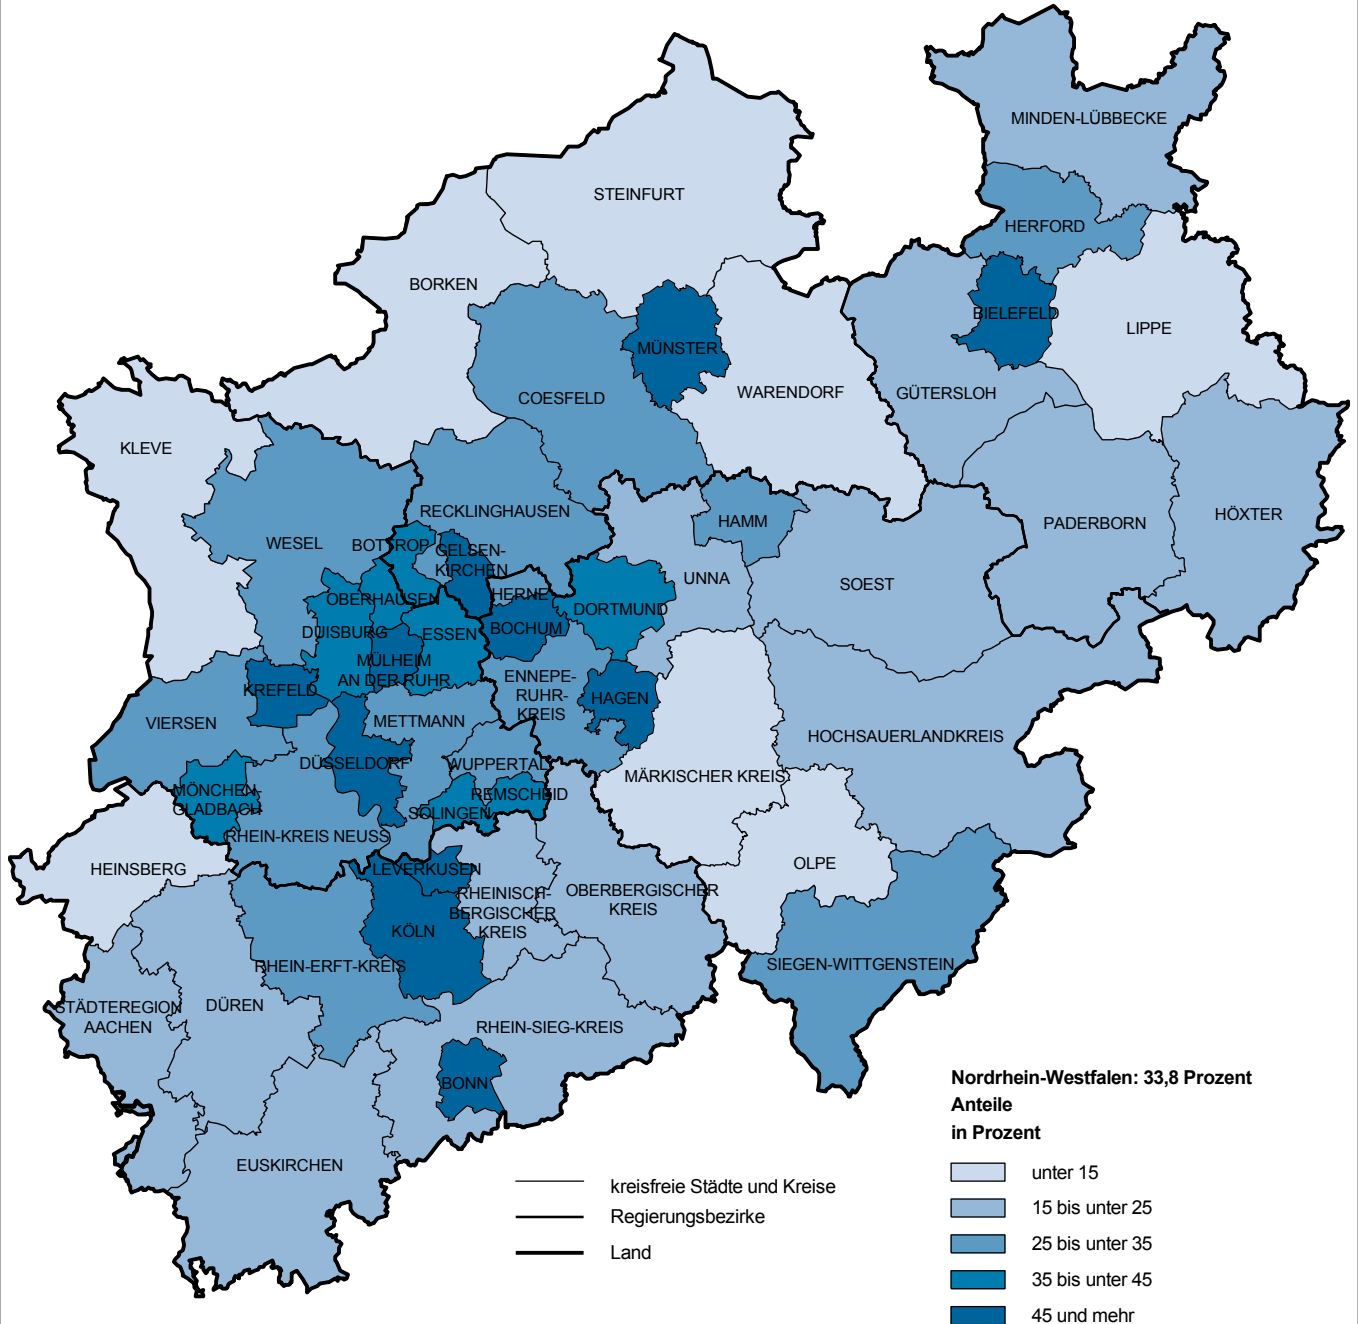 MINDEN-LÜBBECKE
STEINFURT
HERFORD
BORKEN
BIELEFELD
LIPPE
MÜNSTER
WARENDORF
GÜTERSLOH
COESFELD
KLEVE
RECKLINGHAUSEN
HAMM
HÖXTER
PADERBORN
WESEL
BOTTROP
GELSEN-
KIRCHEN
UNNA
SOEST
HERNE
OBERHAUSEN
DORTMUND
DUISBURG
ESSEN
BOCHUM
MÜLHEIM
AN DER RUHR
ENNEPE-
RUHR-
KREIS
KREFELD
HAGEN
VIERSEN
METTMANN
HOCHSAUERLANDKREIS
DÜSSELDORF
WUPPERTAL
MÄRKISCHER KREIS
MÖNCHEN-
GLADBACH
REMSCHEID
SOLINGEN
RHEIN-KREIS NEUSS
HEINSBERG
LEVERKUSEN
OLPE
RHEINISCH-
BERGISCHER
KREIS
OBERBERGISCHER
KREIS
KÖLN
RHEIN-ERFT-KREIS
SIEGEN-WITTGENSTEIN
STÄDTEREGION
AACHEN
DÜREN
RHEIN-SIEG-KREIS
BONN
EUSKIRCHEN
kreisfreie Städte und Kreise
Regierungsbezirke
Land
Nordrhein-Westfalen: 33,8 Prozent
Anteile
in Prozent
unter 15
15 bis unter 25
25 bis unter 35
35 bis unter 45
45 und mehr